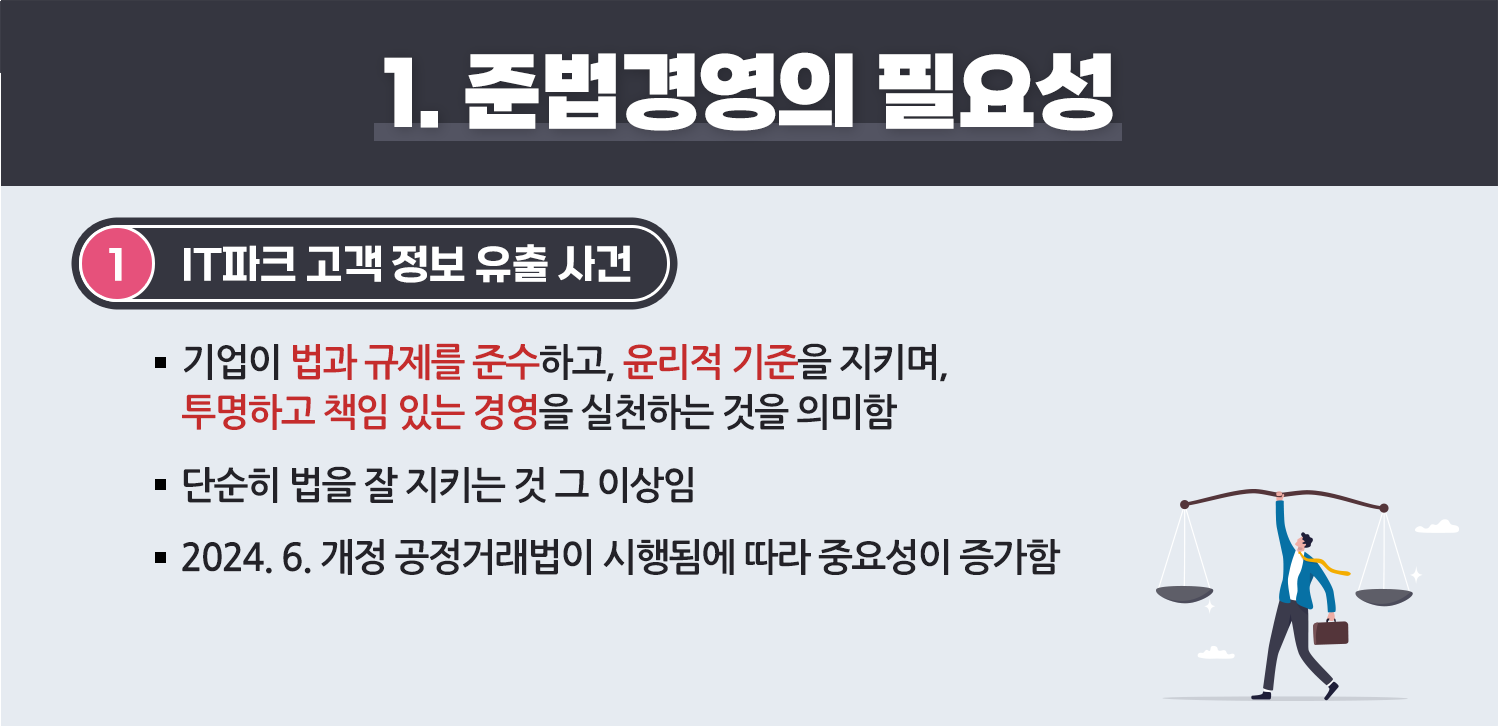 1. 준법경영의 필요성
1 IT파크 고객 정보 유출 사건
▪ 기업이 법과 규제를 준수하고, 윤리적 기준을 지키며,
투명하고 책임 있는 경영을 실천하는 것을 의미함
▪ 단순히 법을 잘 지키는 것 그 이상임
▪ 2024. 6. 개정 공정거래법이 시행됨에 따라 중요성이 증가함